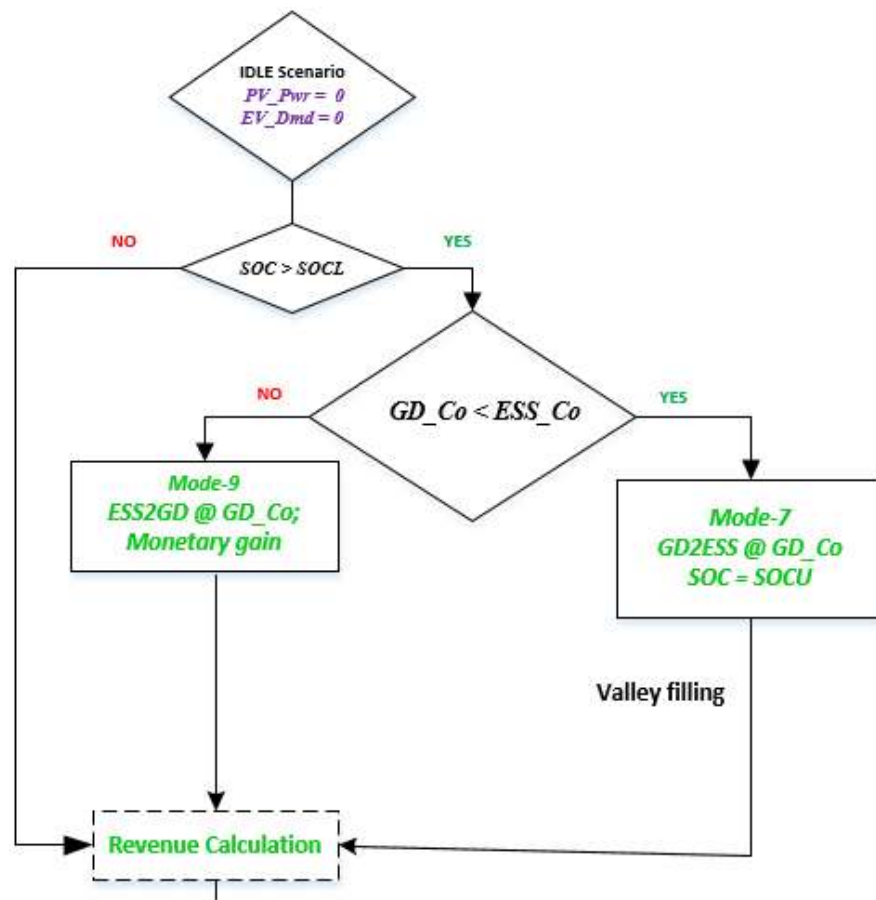 IDLE Scenario
PV_Pwr = 0
EV_Dmd = 0
NO
YES
SOC > SOCL
NO
YES
GD_Co < ESS_Co
Mode-9
ESS2GD @ GD_Co;
Monetary gain
Mode-7
GD2ESS @ GD_Co
SOC = SOCU
Valley filling
Revenue Calculation